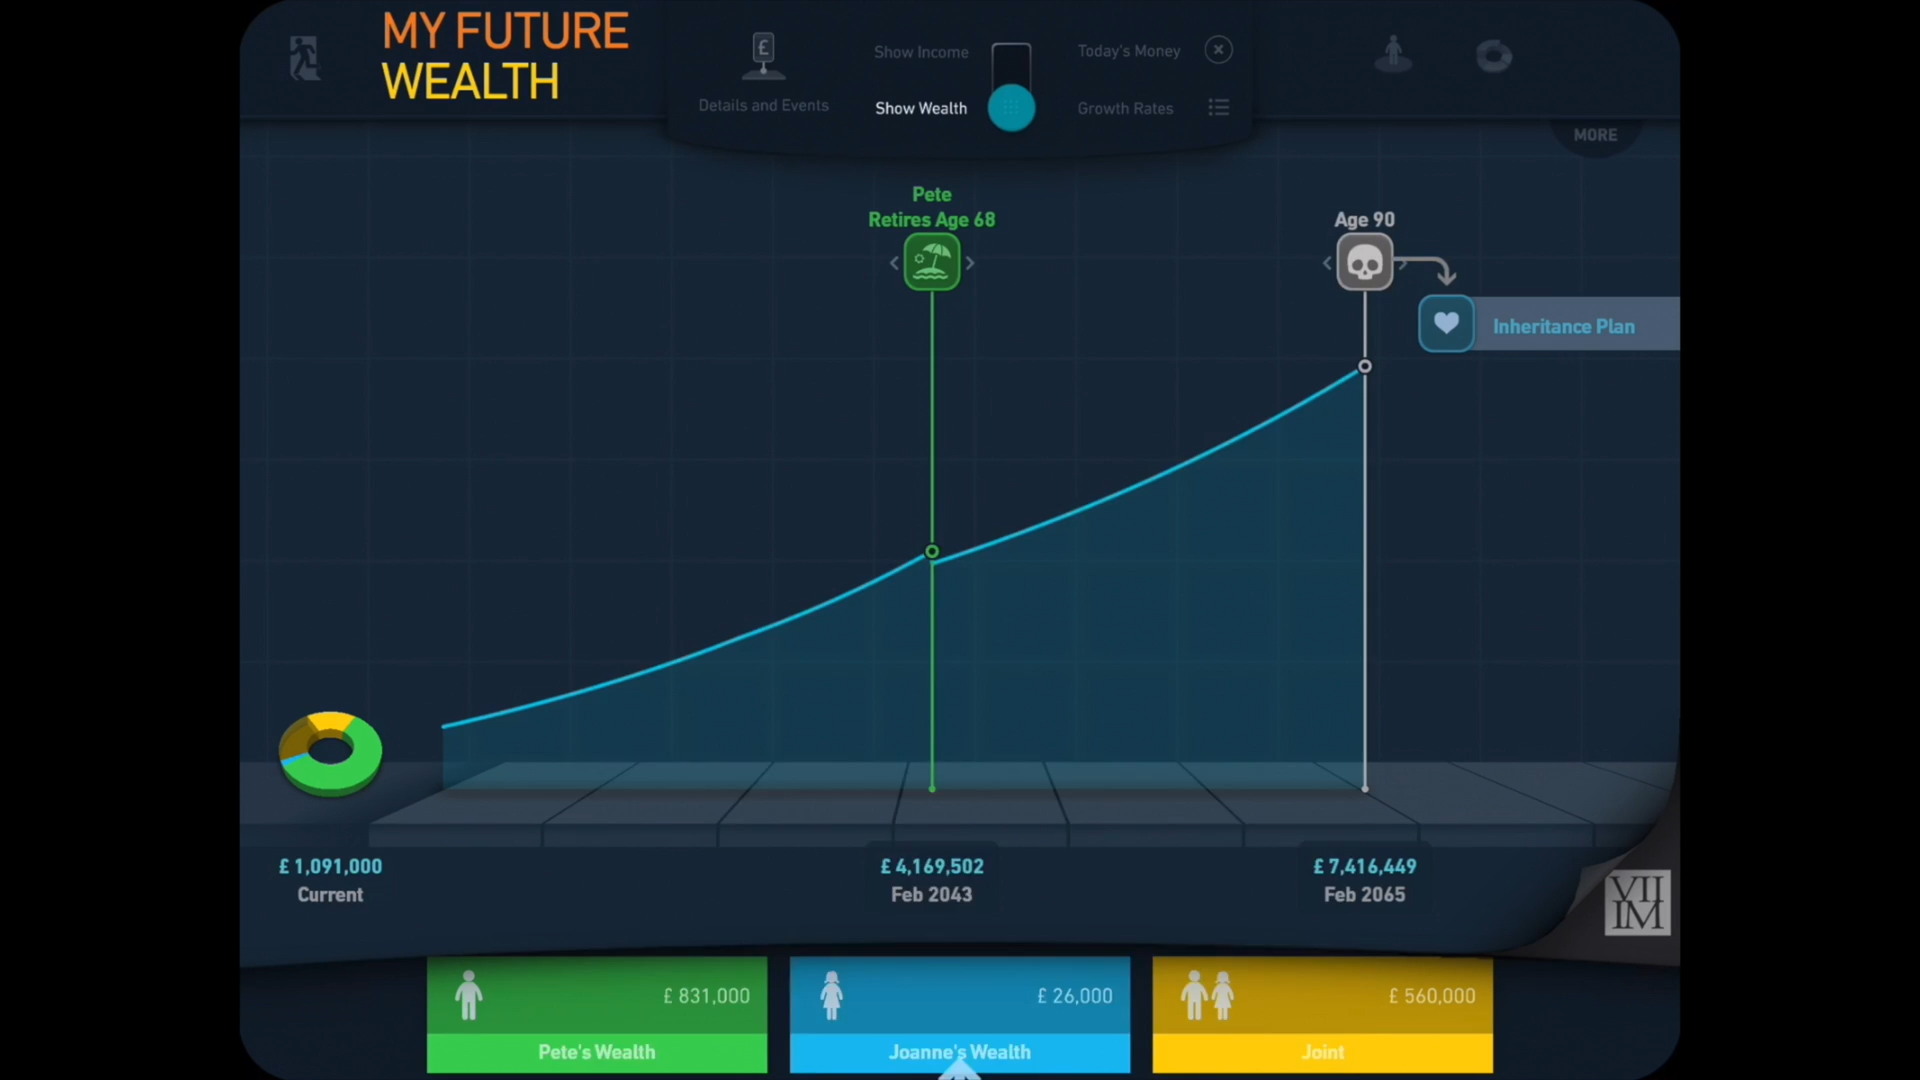 MY FUTURE
WEALTH
£
Details and Events
Show Income
Show Wealth
Today's Money
Growth Rates
MORE
Pete
Retires Age 68
Age 90
Inheritance Plan
£ 1,091,000
Current
£ 4,169,502
Feb 2043
£ 7,416,449
Feb 2065
VII
IM
£ 831,000
Pete's Wealth
£ 26,000
Joanne's Wealth
£ 560,000
Joint